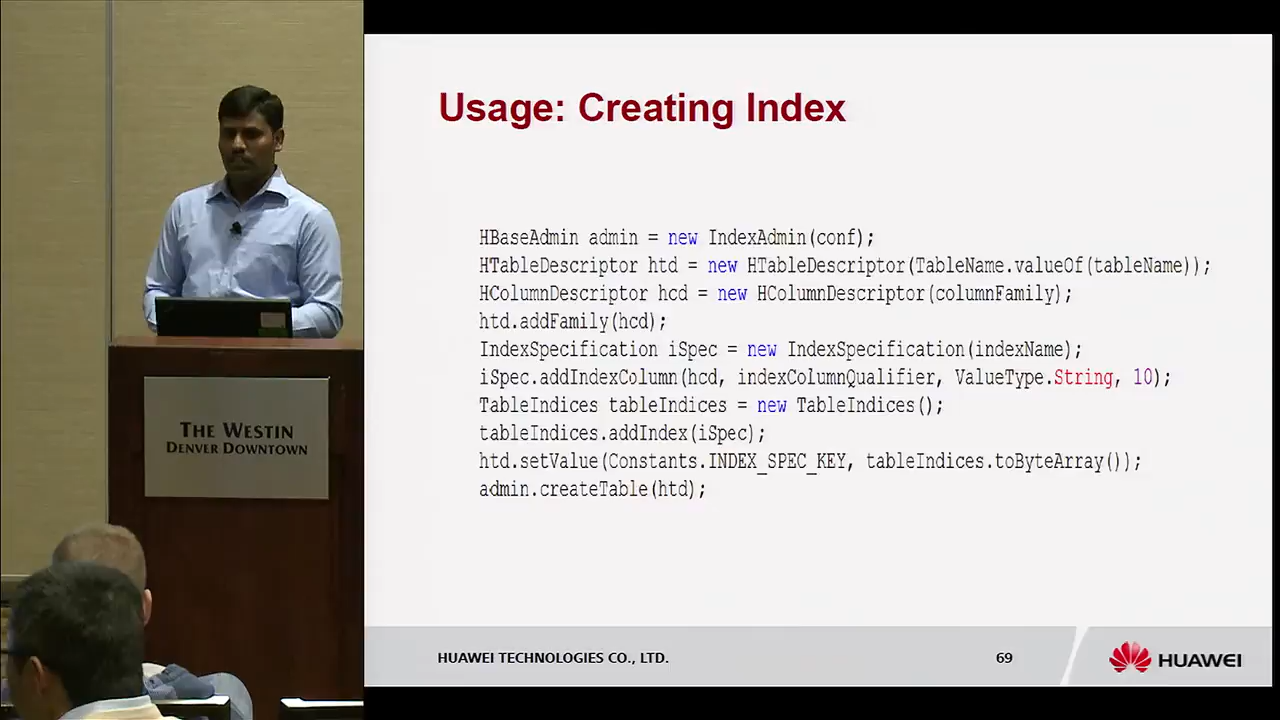 Usage: Creating Index
HBaseAdmin admin = new IndexAdmin(conf);
HTableDescriptor htd = new HTableDescriptor(TableName.valueOf(tableName));
HColumnDescriptor hcd = new HColumnDescriptor(columnFamily);
htd.addFamily(hcd);
IndexSpecification iSpec = new IndexSpecification(indexName);
iSpec.addIndexColumn(hcd, indexColumnQualifier, ValueType.String, 10);
TableIndices tableIndices = new TableIndices();
tableIndices.addIndex(iSpec);
htd.setValue(Constants.INDEX_SPEC_KEY, tableIndices.toByteArray());
admin.createTable(htd);
HUAWEI TECHNOLOGIES CO., LTD.
69
HUAWEI
THE WESTIN
DENVER DOWNTOWN